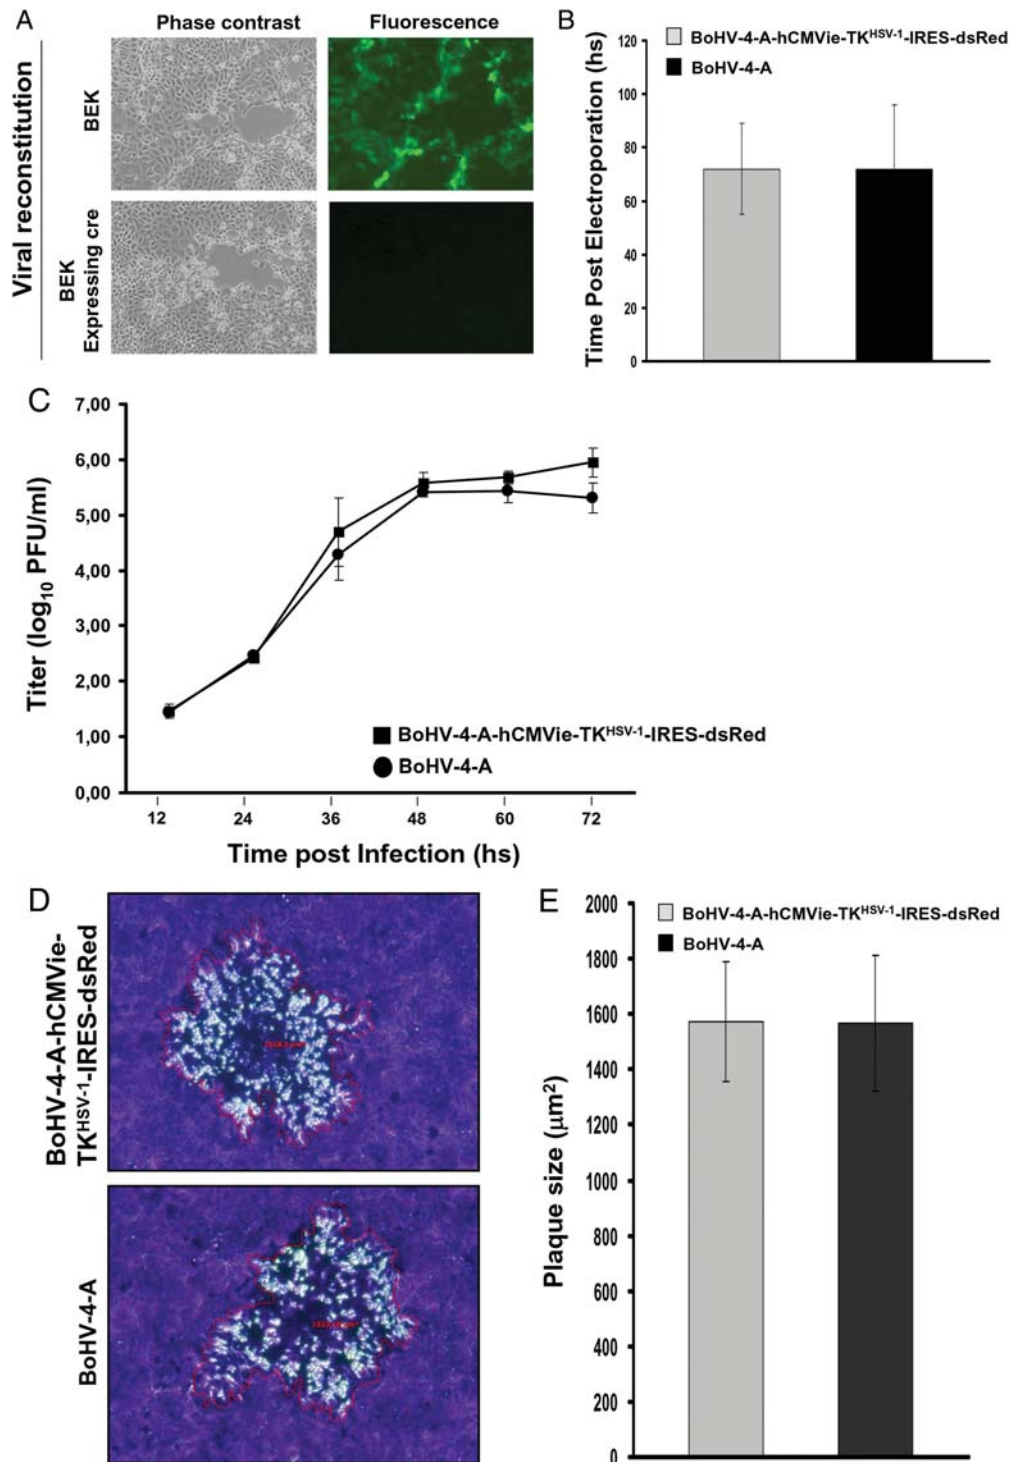 A
Phase contrast
Fluorescence
Viral reconstitution
BEK
BEK
Expressing cre
B
BoHV-4-A-hCMVie-TKᴴˢⱽ⁻¹-IRES-dsRed
BoHV-4-A
Time Post Electroporation (hs)
120
100
80
60
40
20
0
C
Titer (log₁₀ PFU/ml)
7,00
6,00
5,00
4,00
3,00
2,00
1,00
0,00
BoHV-4-A-hCMVie-TKᴴˢⱽ⁻¹-IRES-dsRed
BoHV-4-A
12 24 36 48 60 72
Time post Infection (hs)
D
BoHV-4-A-hCMVie-
TKᴴˢⱽ⁻¹-IRES-dsRed
BoHV-4-A
E
BoHV-4-A-hCMVie-TKᴴˢⱽ⁻¹-IRES-dsRed
BoHV-4-A
Plaque size (µm²)
2000
1800
1600
1400
1200
1000
800
600
400
200
0